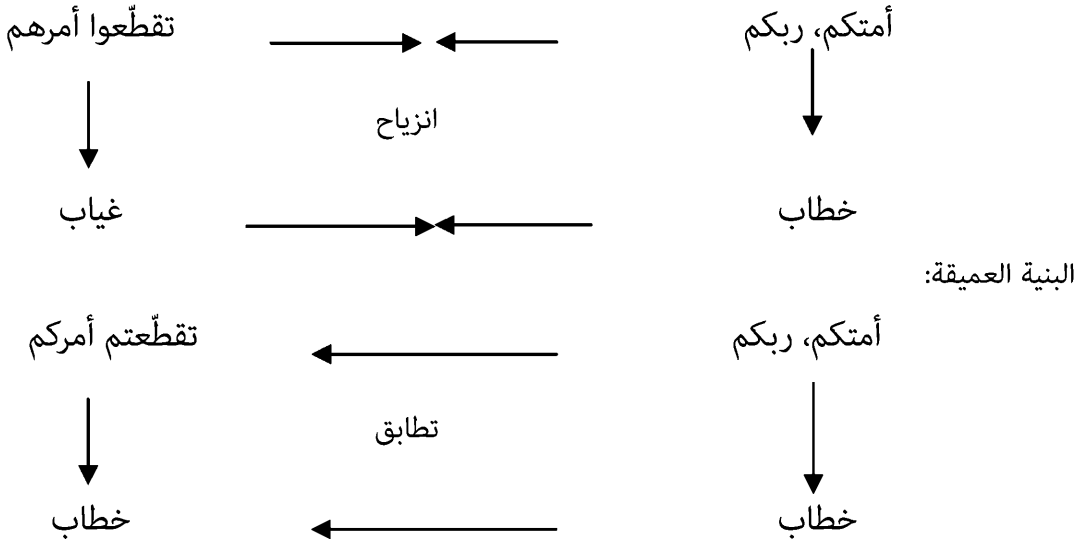 أمتكم، ربكم تقطّعوا أمرهم
انزياح
خطاب غياب
البنية العميقة:
أمتكم، ربكم تقطّعتم أمركم
تطابق
خطاب خطاب